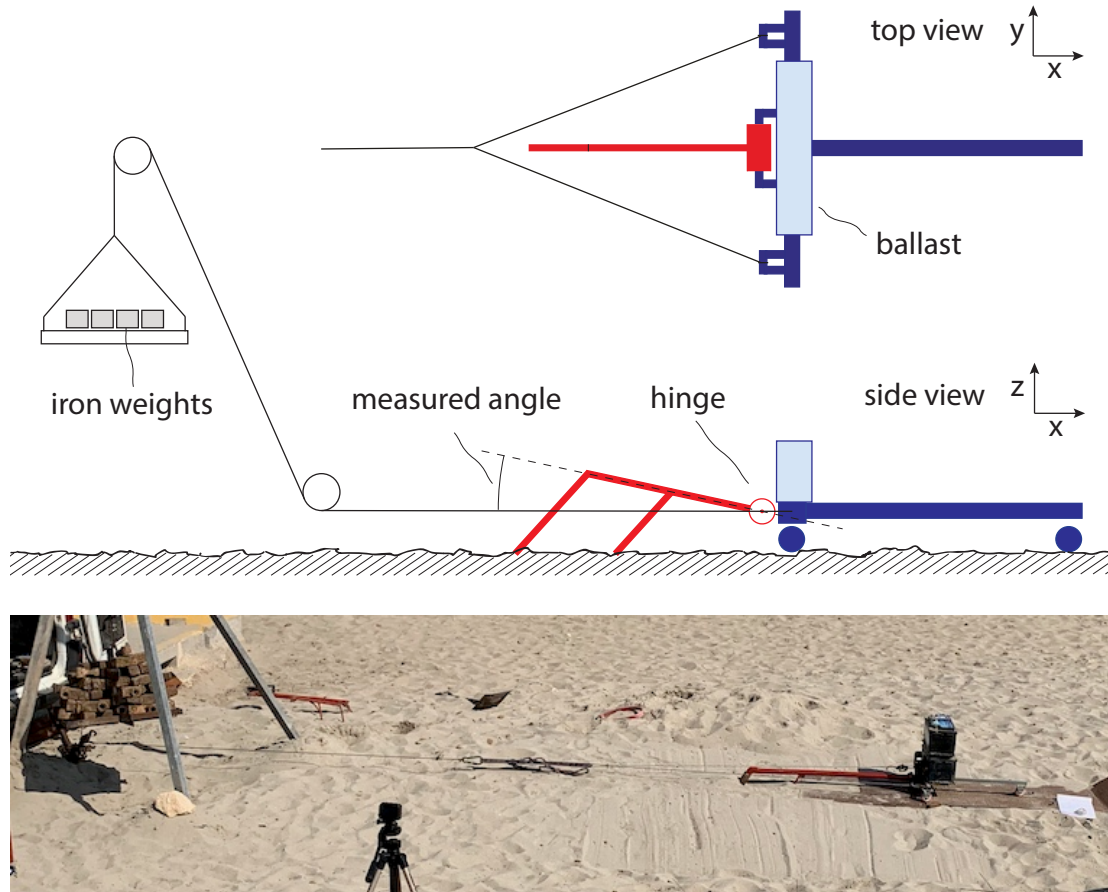 top view
y
x
ballast
iron weights
measured angle
hinge
side view
z
x